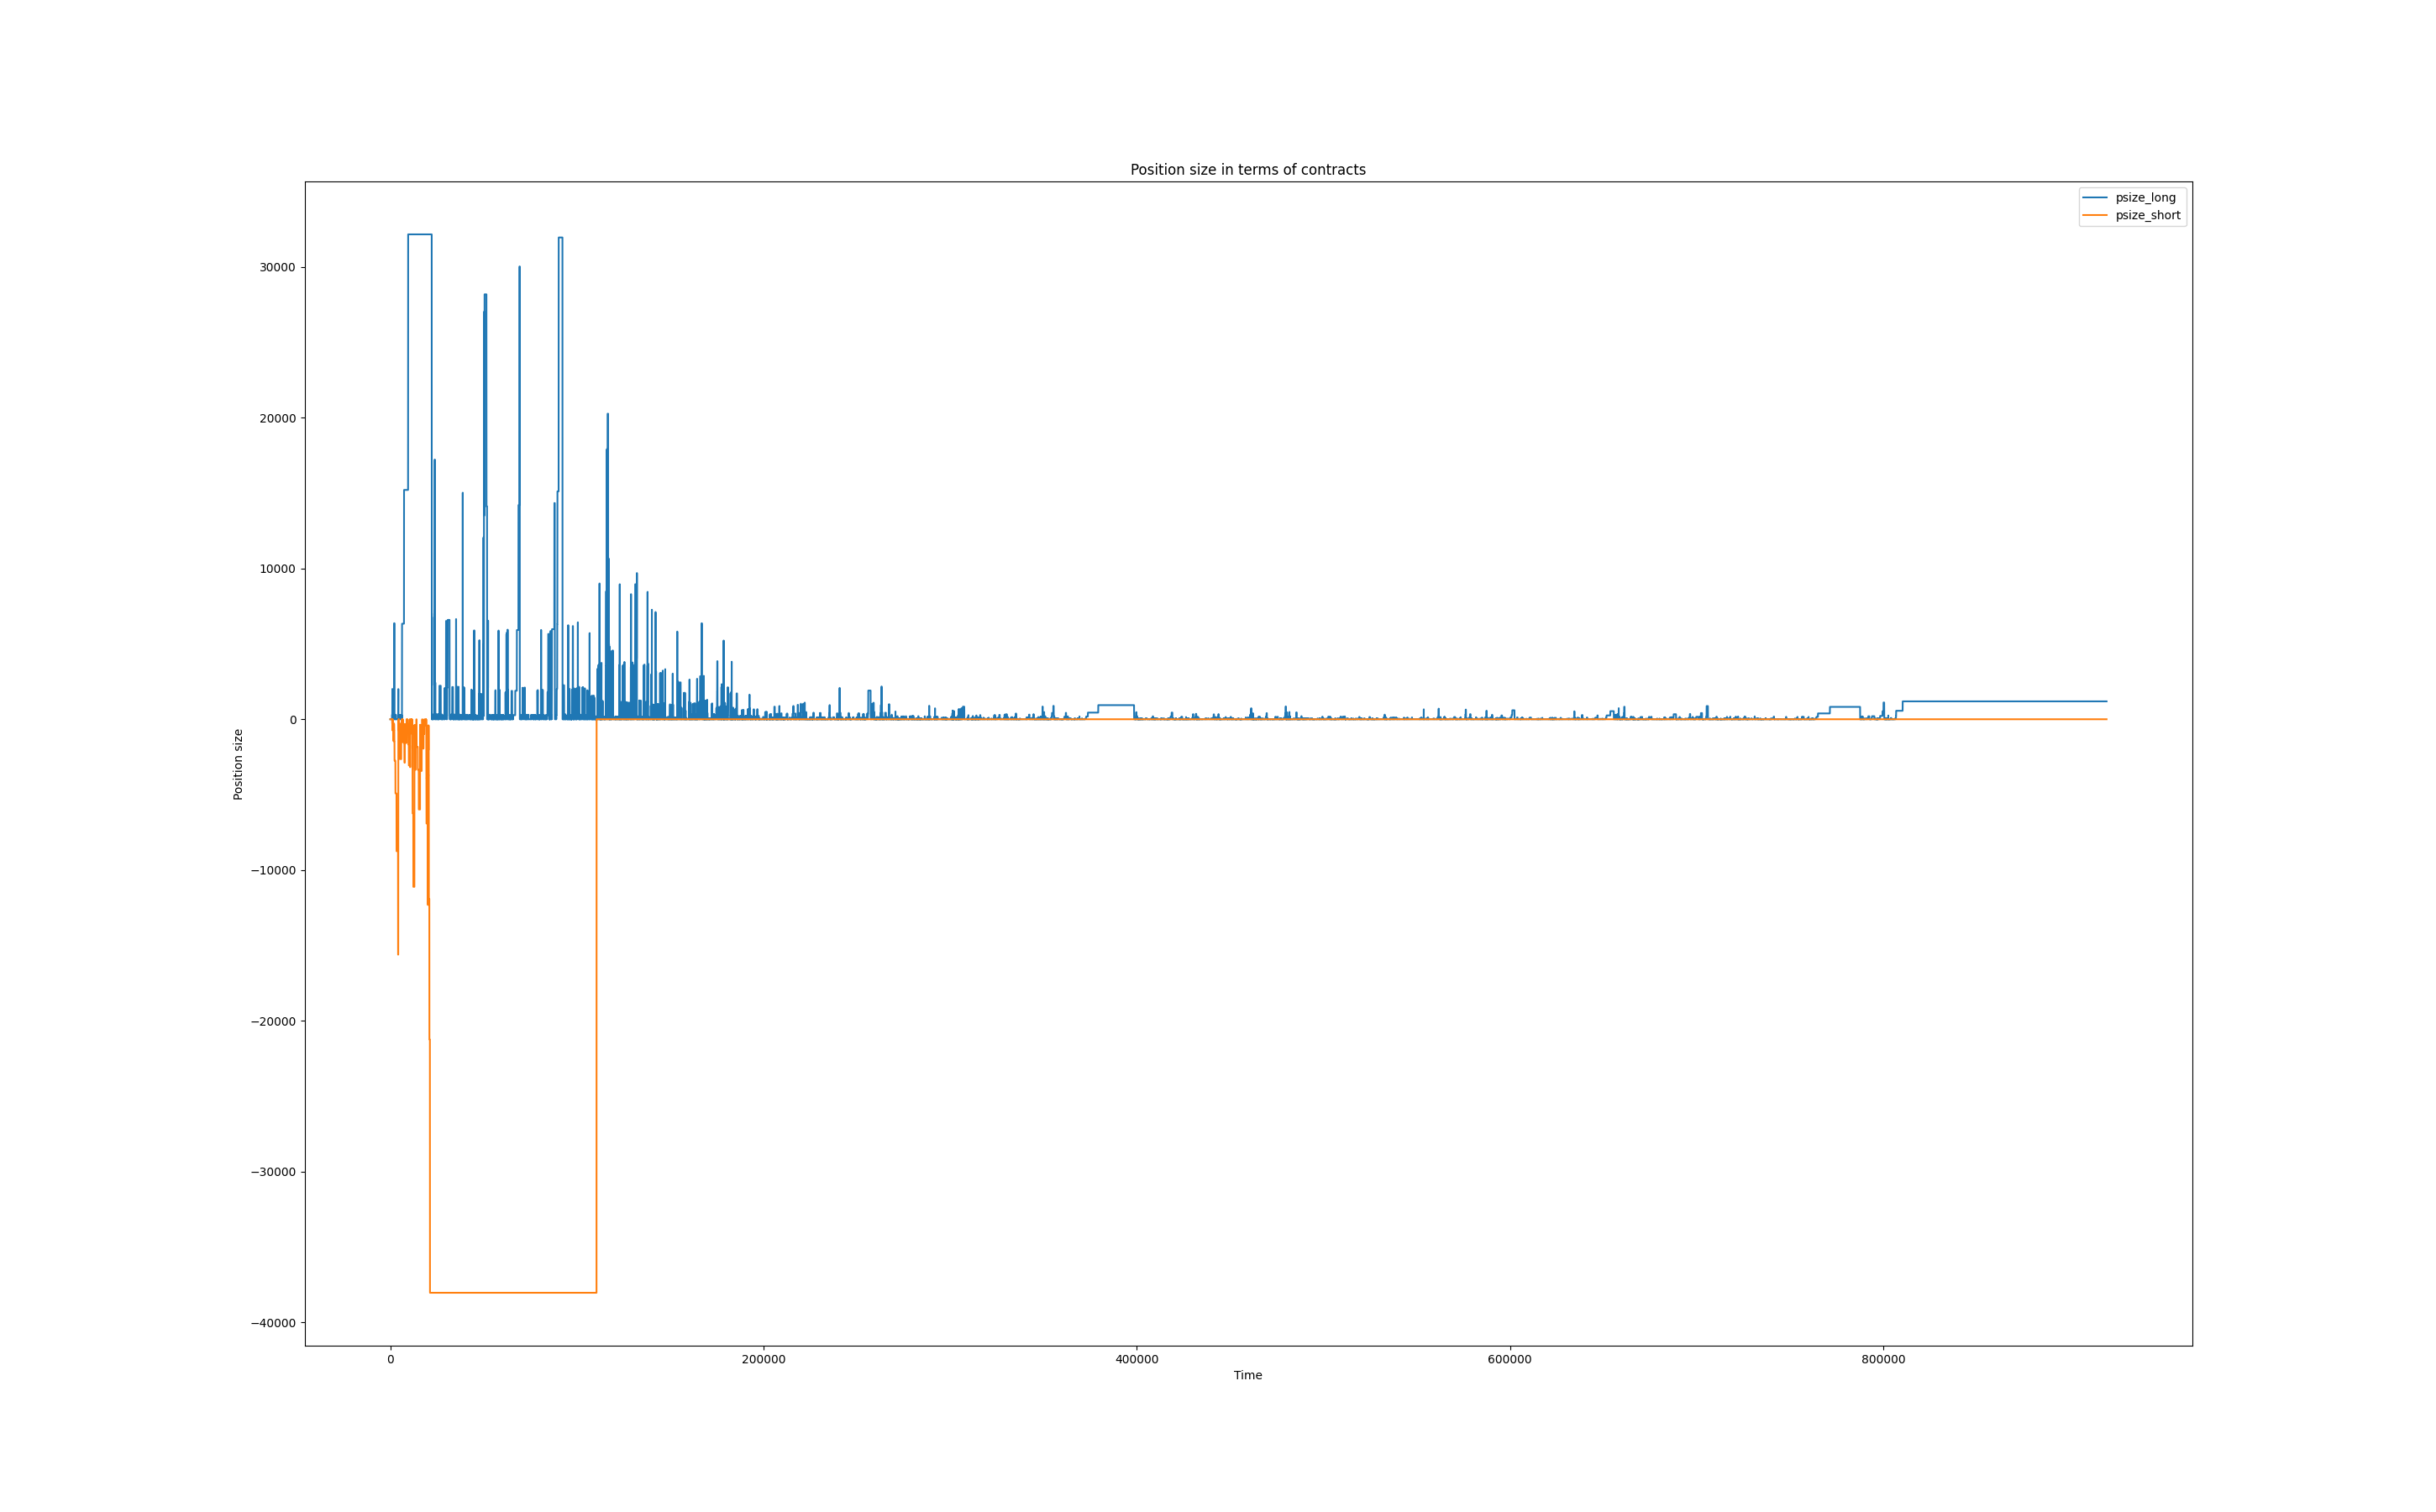 Position size in terms of contracts
psize_long
psize_short
30000
20000
10000
0
−10000
−20000
−30000
−40000
Position size
0
200000
400000
600000
800000
Time